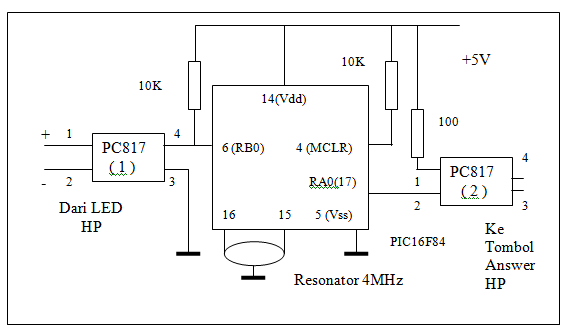 +5V
10K
10K
14(Vdd)
100
+ 1
4
PC817
(1)
- 2
3
Dari LED
HP
6 (RB0)
4 (MCLR)
RA0(17)
16
15
5 (Vss)
1
2
PC817
(2)
4
3
PIC16F84
Resonator 4MHz
Ke
Tombol
Answer
HP